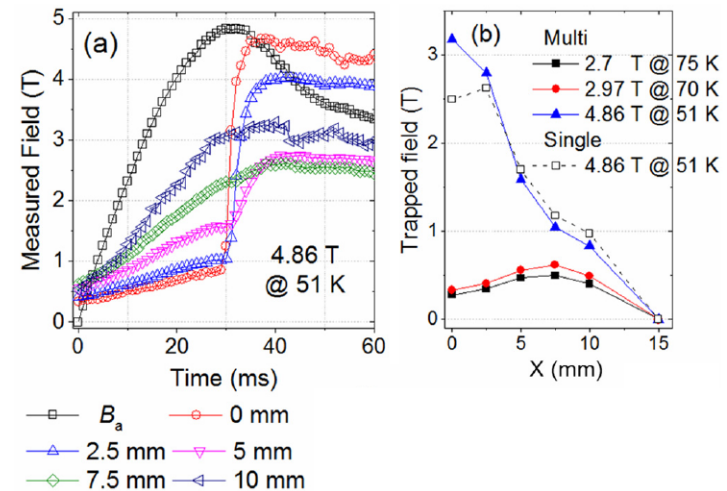 (a)
Measured Field (T)
5
4
3
2
1
0
4.86 T
@ 51 K
0 20 40 60
Time (ms)
Ba
0 mm
2.5 mm
5 mm
7.5 mm
10 mm
(b)
Trapped field (T)
3
2
1
0
Multi
2.7 T @ 75 K
2.97 T @ 70 K
4.86 T @ 51 K
Single
4.86 T @ 51 K
0 5 10 15
X (mm)